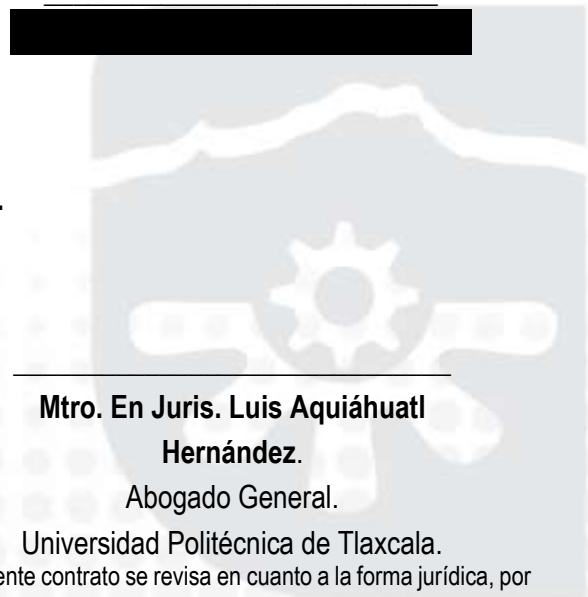 .
Mtro. En Juris. Luis Aquiáhuatl
Hernández.
Abogado General.
Universidad Politécnica de Tlaxcala.
contrato se revisa en cuanto a la forma jurídica, por